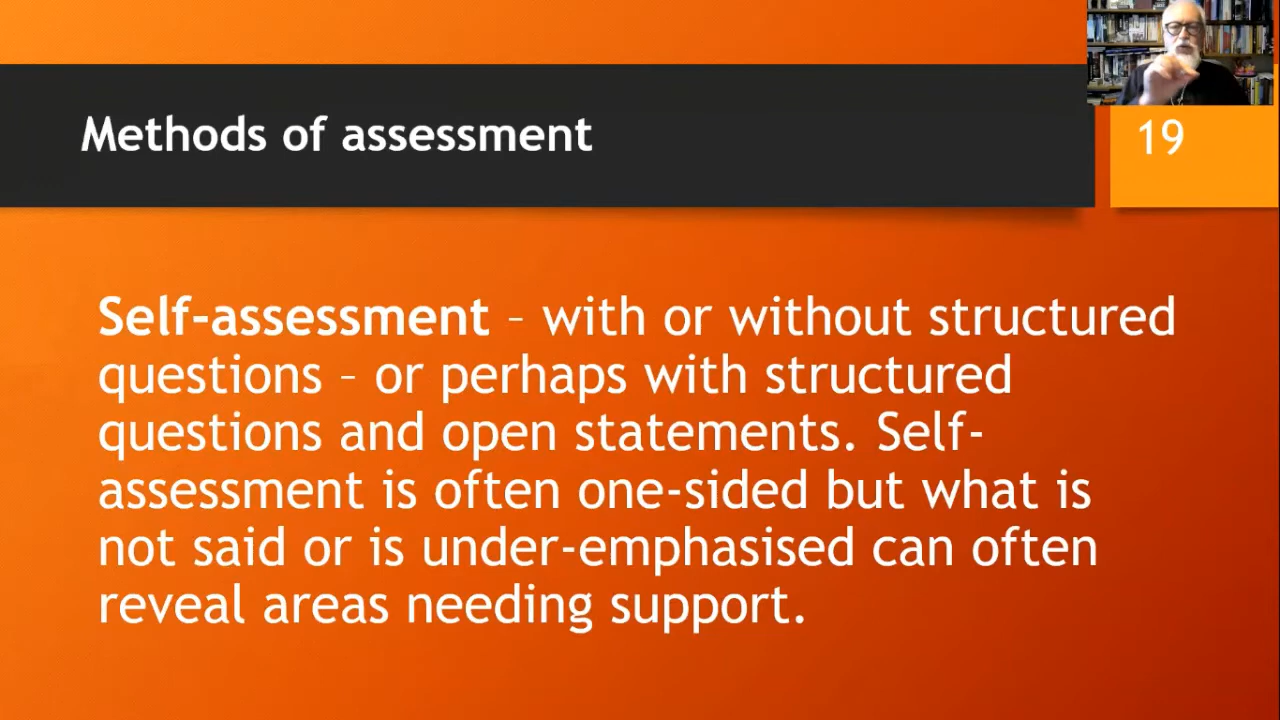 Methods of assessment
19
Self-assessment – with or without structured
questions – or perhaps with structured
questions and open statements. Self-
assessment is often one-sided but what is
not said or is under-emphasised can often
reveal areas needing support.